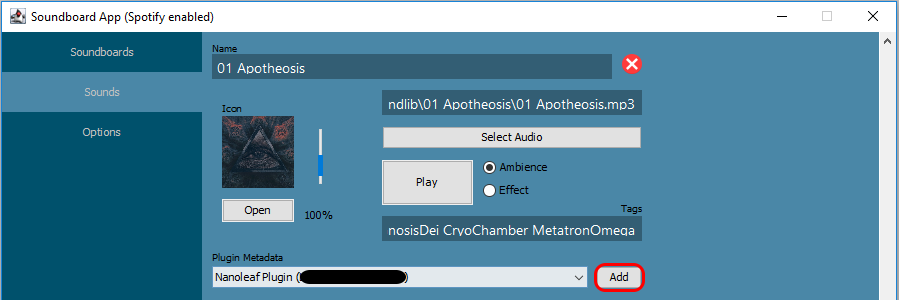 Soundboard App (Spotify enabled)
Soundboards
Sounds
Options
Name
01 Apotheosis
Icon
Open
100%
ndlib\01 Apotheosis\01 Apotheosis.mp3
Select Audio
Play
Ambience
Effect
Tags
nosisDei CryoChamber MetatronOmega
Plugin Metadata
Nanoleaf Plugin ( )
Add